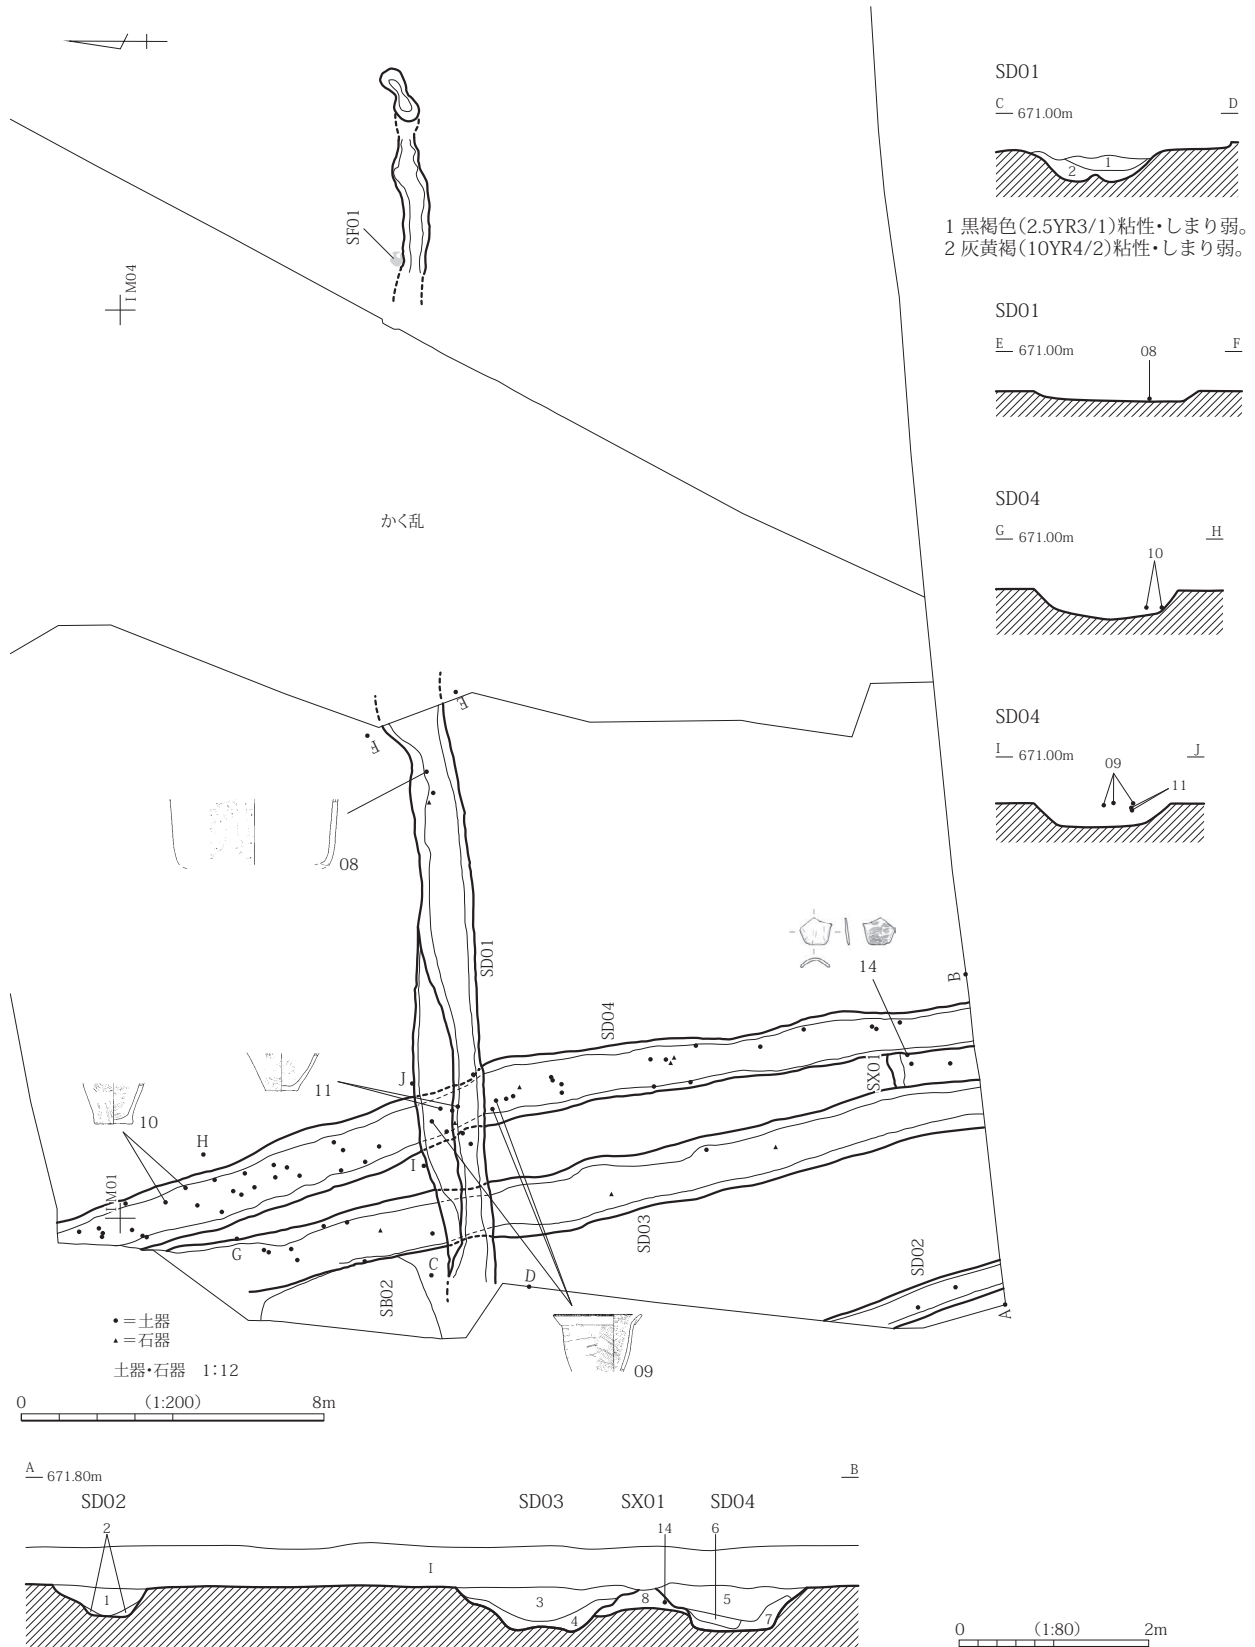 SD01
C 671.00m D
1
2
1 黒褐色(2.5YR3/1)粘性・しまり弱。
2 灰黄褐(10YR4/2)粘性・しまり弱。
SF01
I M04
SD01
E 671.00m F
08
かく乱
SD04
G 671.00m H
10
SD04
I 671.00m J
09
11
E
F
08
SD01
14
B
SD04
SX01
11
J
10
H
I
I M01
G
SD03
SB02
C
D
SD02
A
09
●=土器
▲=石器
土器・石器 1:12
0 (1:200) 8m
A 671.80m B
SD02 SD03 SX01 SD04
2 14 6
I
1 3 4 8 5 7
0 (1:80) 2m